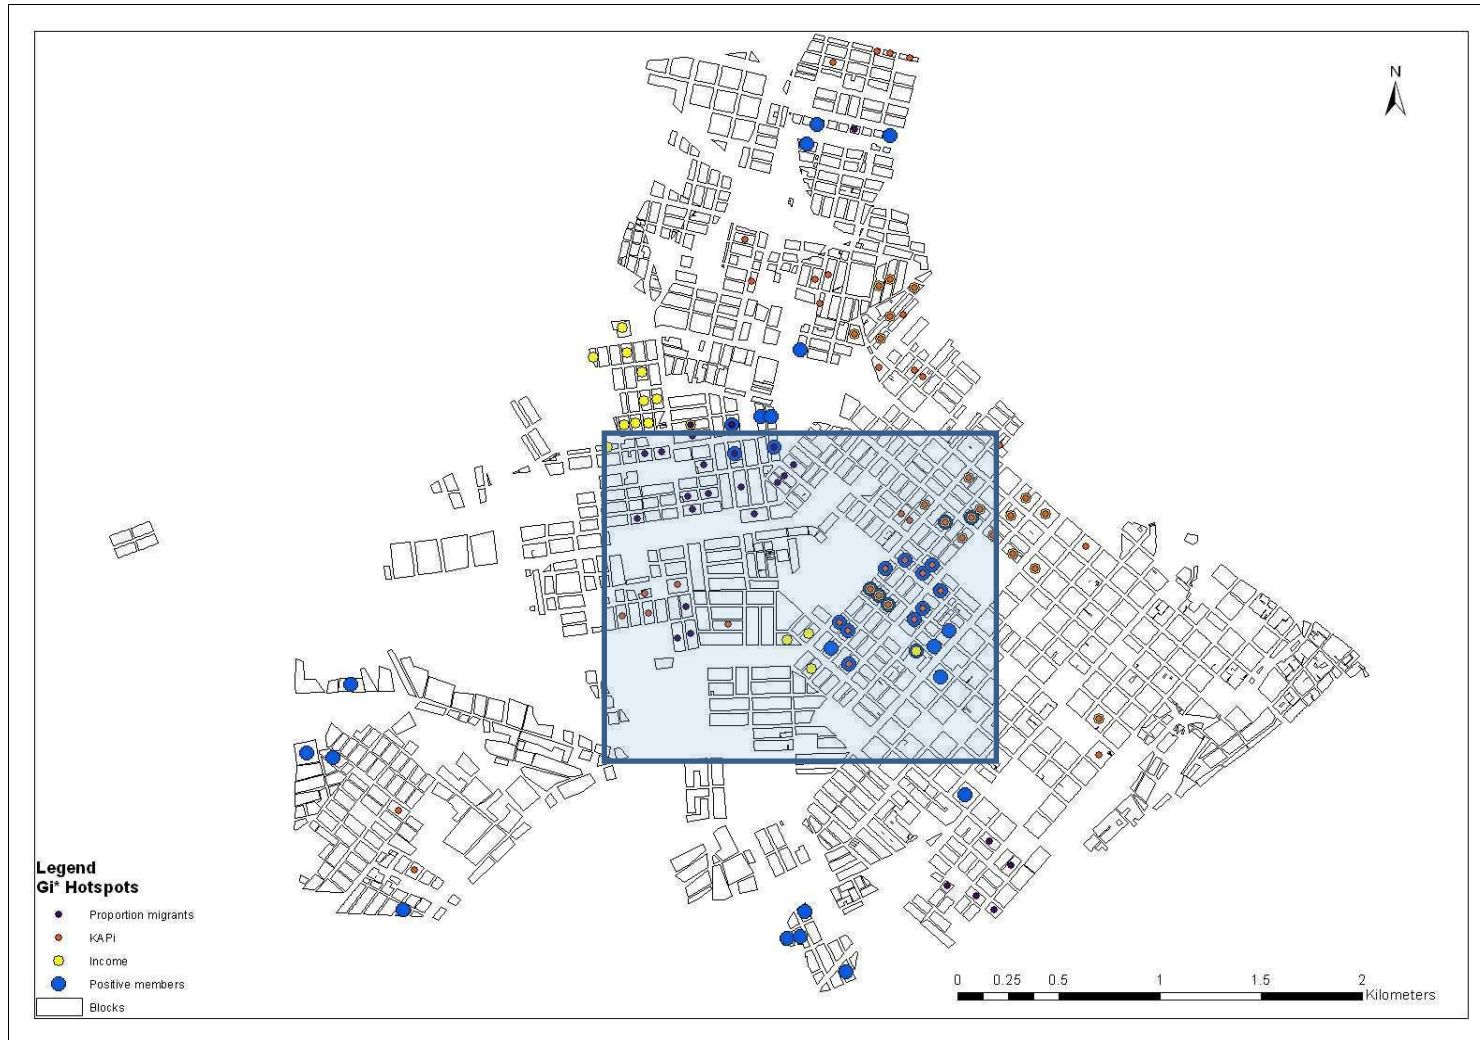 N
Legend
Gi* Hotspots
Proportion migrants
KAPi
Income
Positive members
Blocks
0 0.25 0.5 1 1.5 2
Kilometers